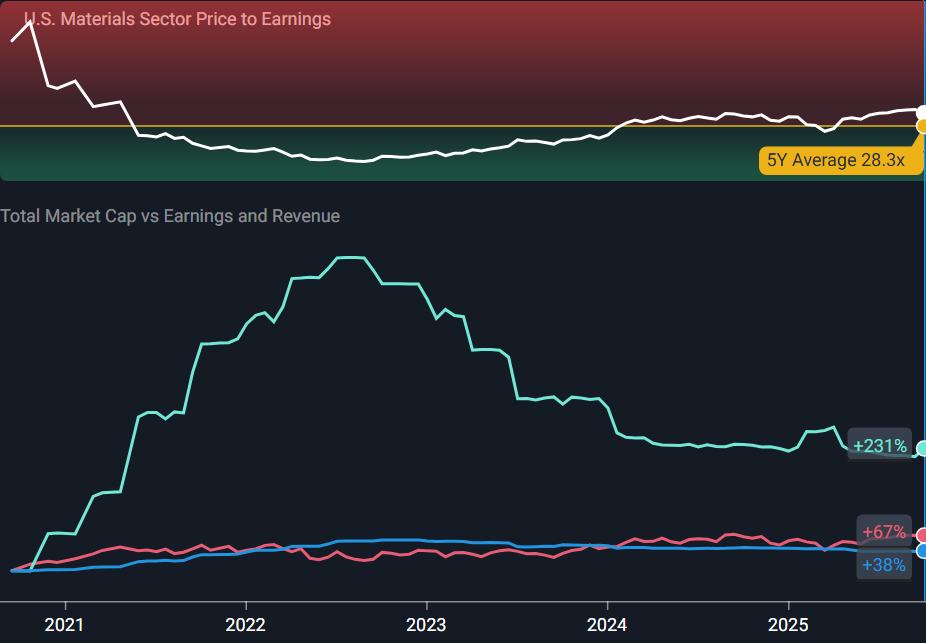 U.S. Materials Sector Price to Earnings
5Y Average 28.3x
Total Market Cap vs Earnings and Revenue
+231%
+67%
+38%
2021 2022 2023 2024 2025